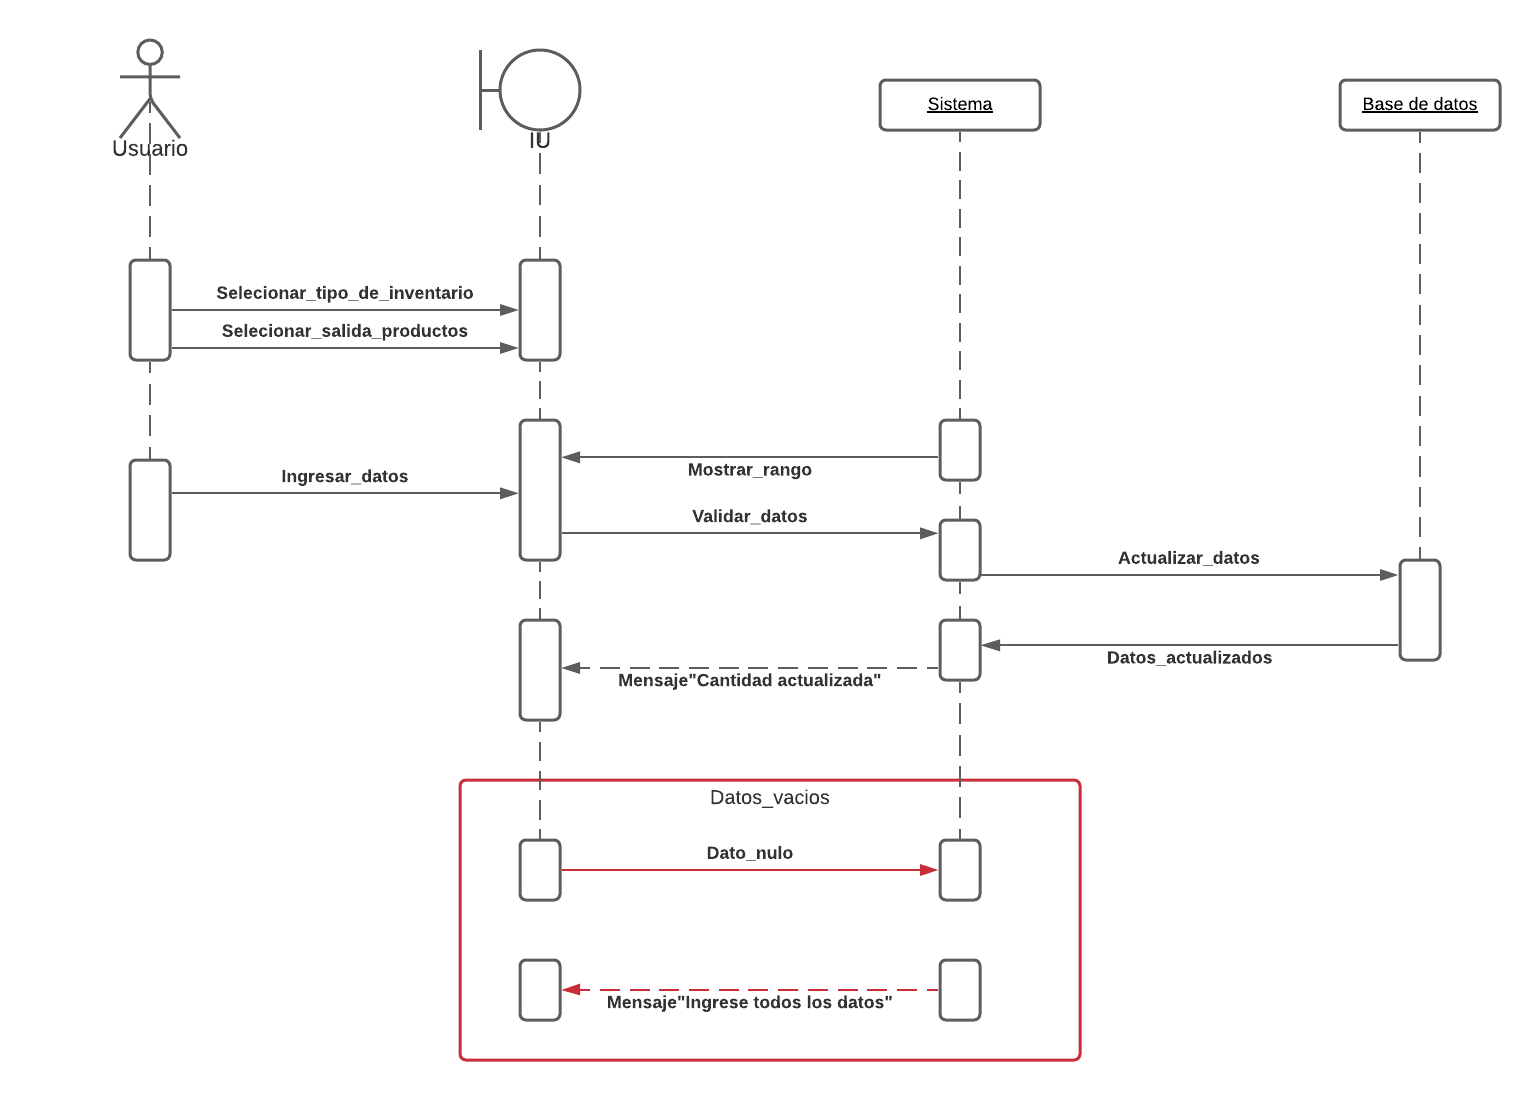 Usuario
IU
Sistema
Base de datos
Selecionar_tipo_de_inventario
Selecionar_salida_productos
Mostrar_rango
Ingresar_datos
Validar_datos
Actualizar_datos
Datos_actualizados
Mensaje"Cantidad actualizada"
Datos_vacios
Dato_nulo
Mensaje"Ingrese todos los datos"